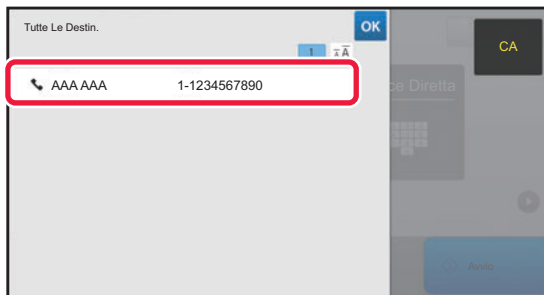 Tutte Le Destin.
OK
CA
1
AAA AAA 1-1234567890
ce Diretta
Avvio